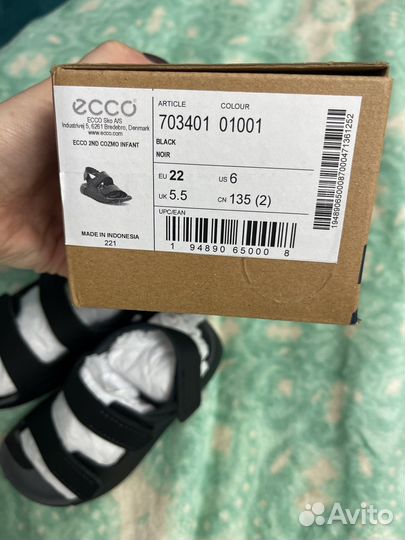 ecco
ECCO Sko A/S
Industrivej 5, 6261 Bredebro, Denmark
www.ecco.com
ECCO 2ND COZMO INFANT
MADE IN INDONESIA
221
ARTICLE COLOUR
703401 01001
BLACK
NOIR
EU 22 US 6
UK 5.5 CN 135 (2)
UPC/EAN
1 94890 65000 8
Avito